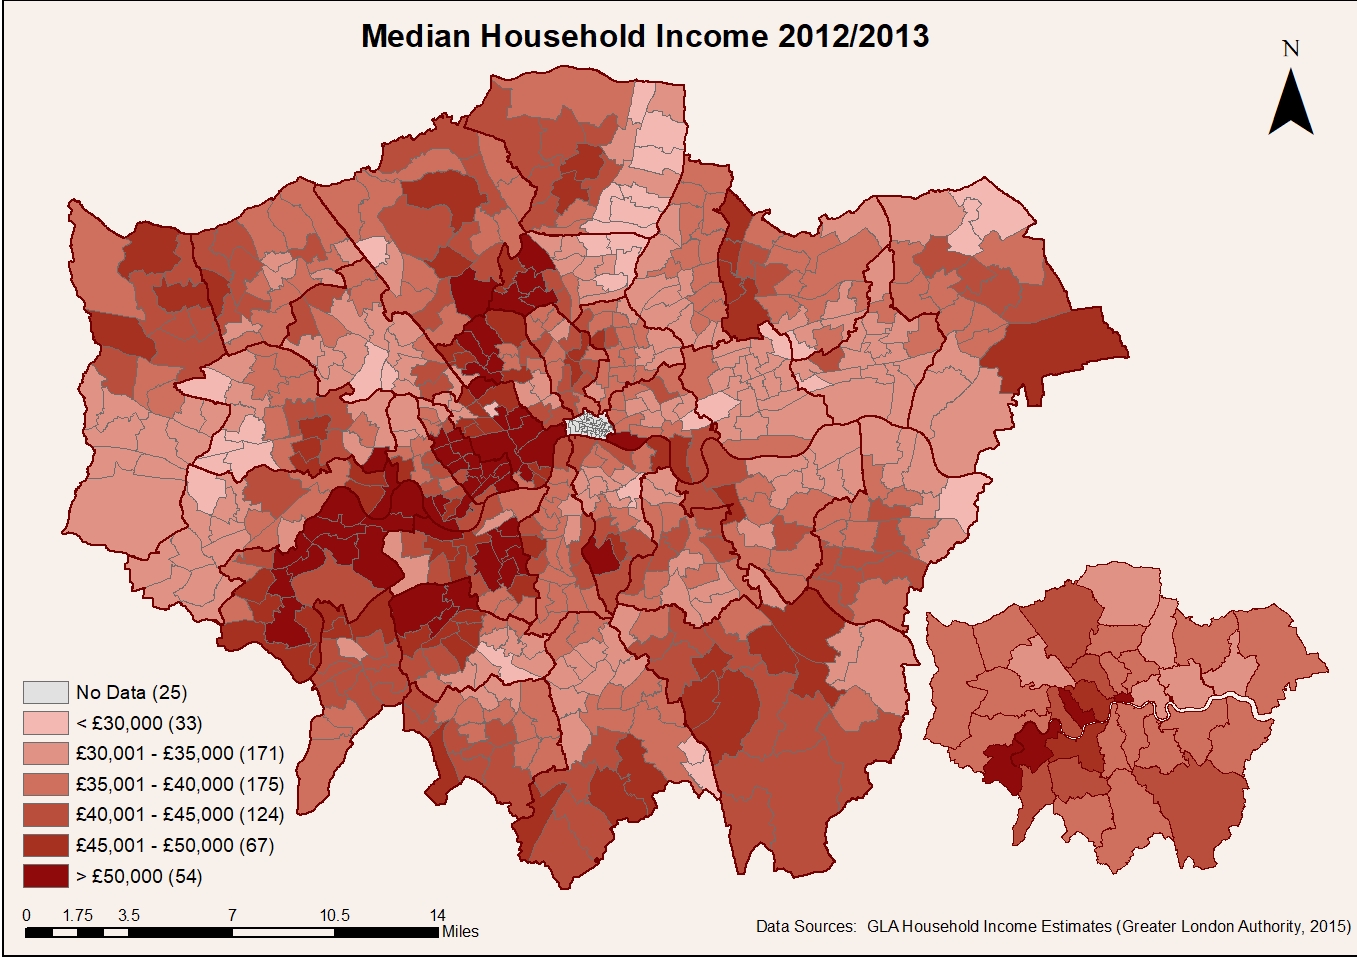 Median Household Income 2012/2013
N
No Data (25)
< £30,000 (33)
£30,001 - £35,000 (171)
£35,001 - £40,000 (175)
£40,001 - £45,000 (124)
£45,001 - £50,000 (67)
> £50,000 (54)
0 1.75 3.5 7 10.5 14
Miles
Data Sources: GLA Household Income Estimates (Greater London Authority, 2015)